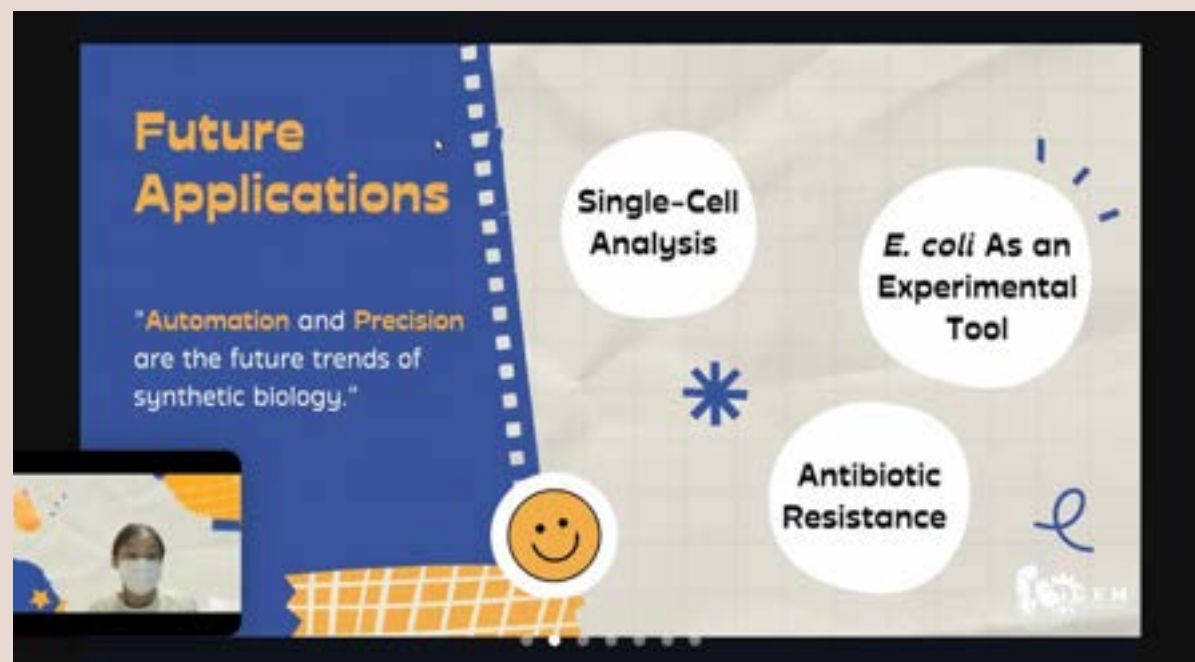 Future
Applications
"Automation and Precision
are the future trends of
synthetic biology."
Single-Cell
Analysis
E. coli As an
Experimental
Tool
Antibiotic
Resistance